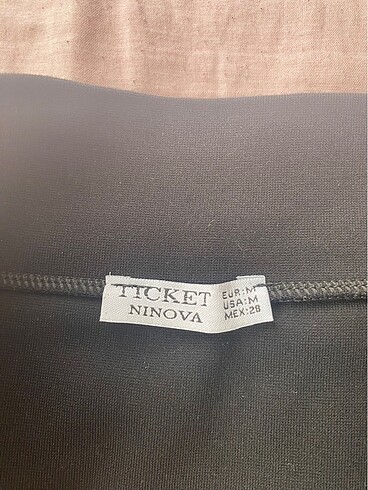 TICKET
NINOVA
EUR:M
USA:M
MEX:28